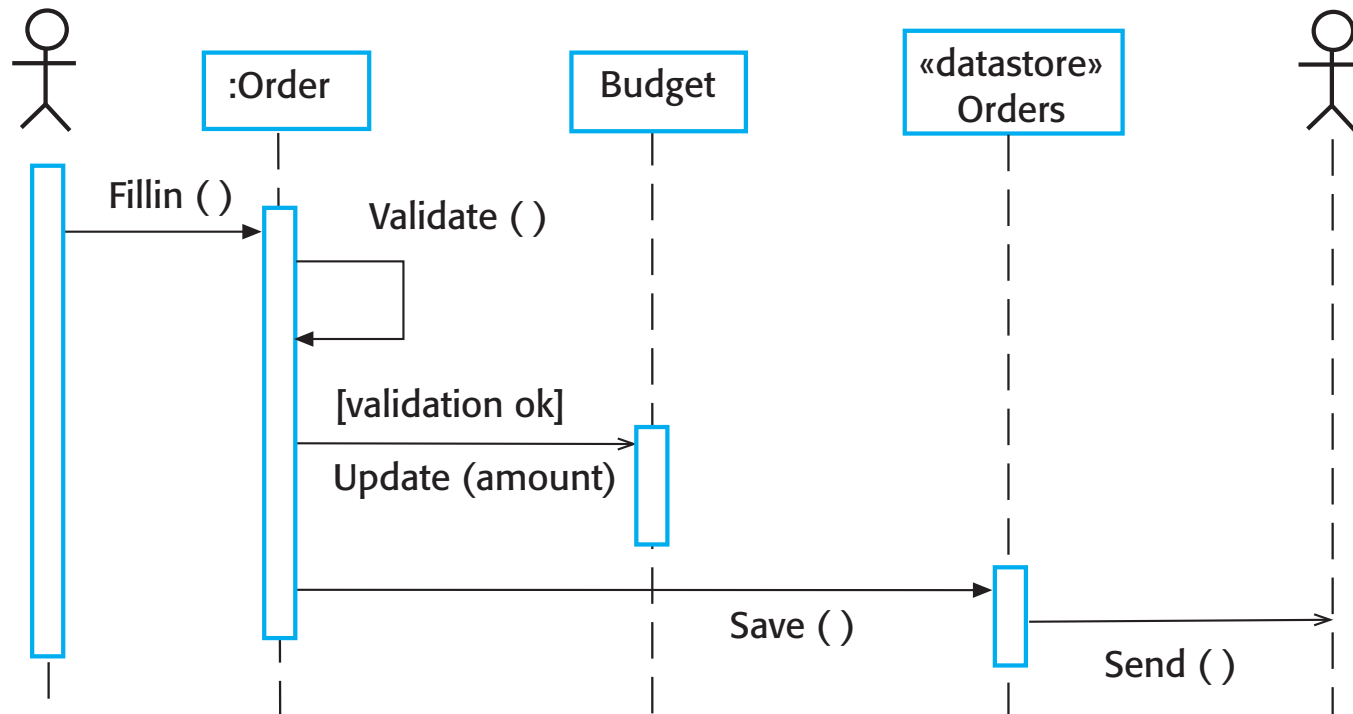 :Order
Budget
«datastore»
Orders
Fillin ( )
Validate ( )
[validation ok]
Update (amount)
Save ( )
Send ( )